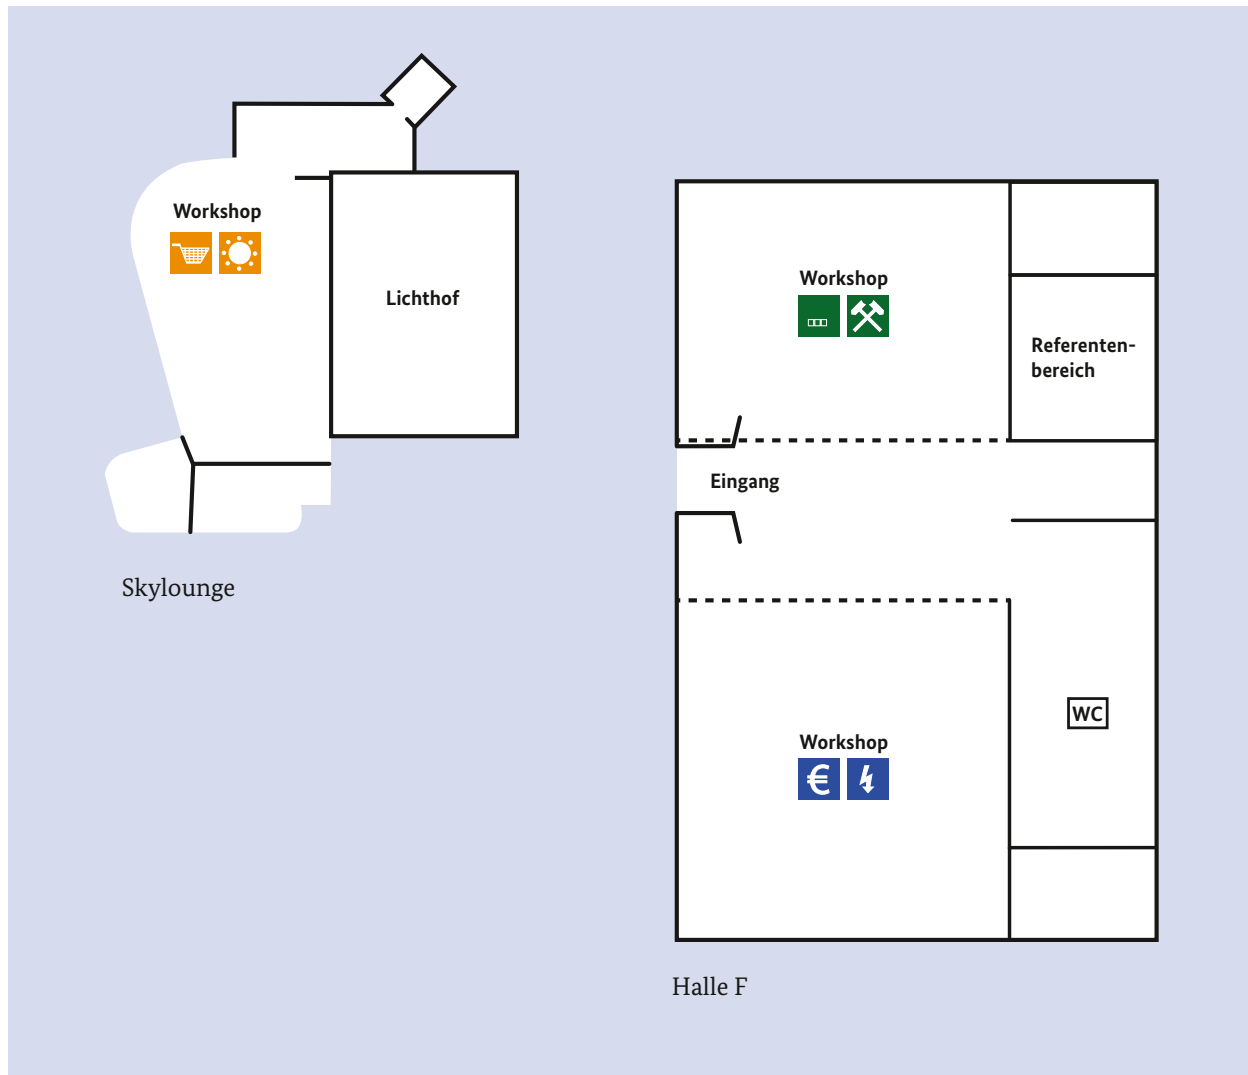 Workshop
Lichthof
Skylounge
Workshop
Referenten-
bereich
Eingang
WC
Workshop
€
Halle F